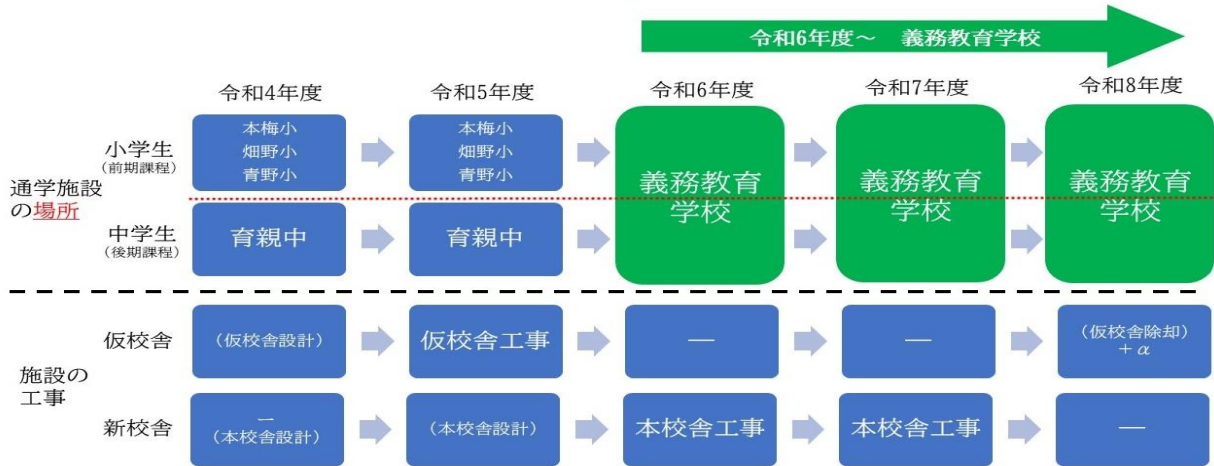 令和6年度～　義務教育学校
令和4年度 令和5年度 令和6年度 令和7年度 令和8年度
通学施設
の場所
小学生
(前期課程)
本梅小
畑野小
青野小
本梅小
畑野小
青野小
義務教育
学校
義務教育
学校
義務教育
学校
中学生
(後期課程)
育親中
育親中
施設の
工事
仮校舎
(仮校舎設計)
仮校舎工事
―
―
(仮校舎除却)
＋α
新校舎
―
(本校舎設計)
(本校舎設計)
本校舎工事
本校舎工事
―